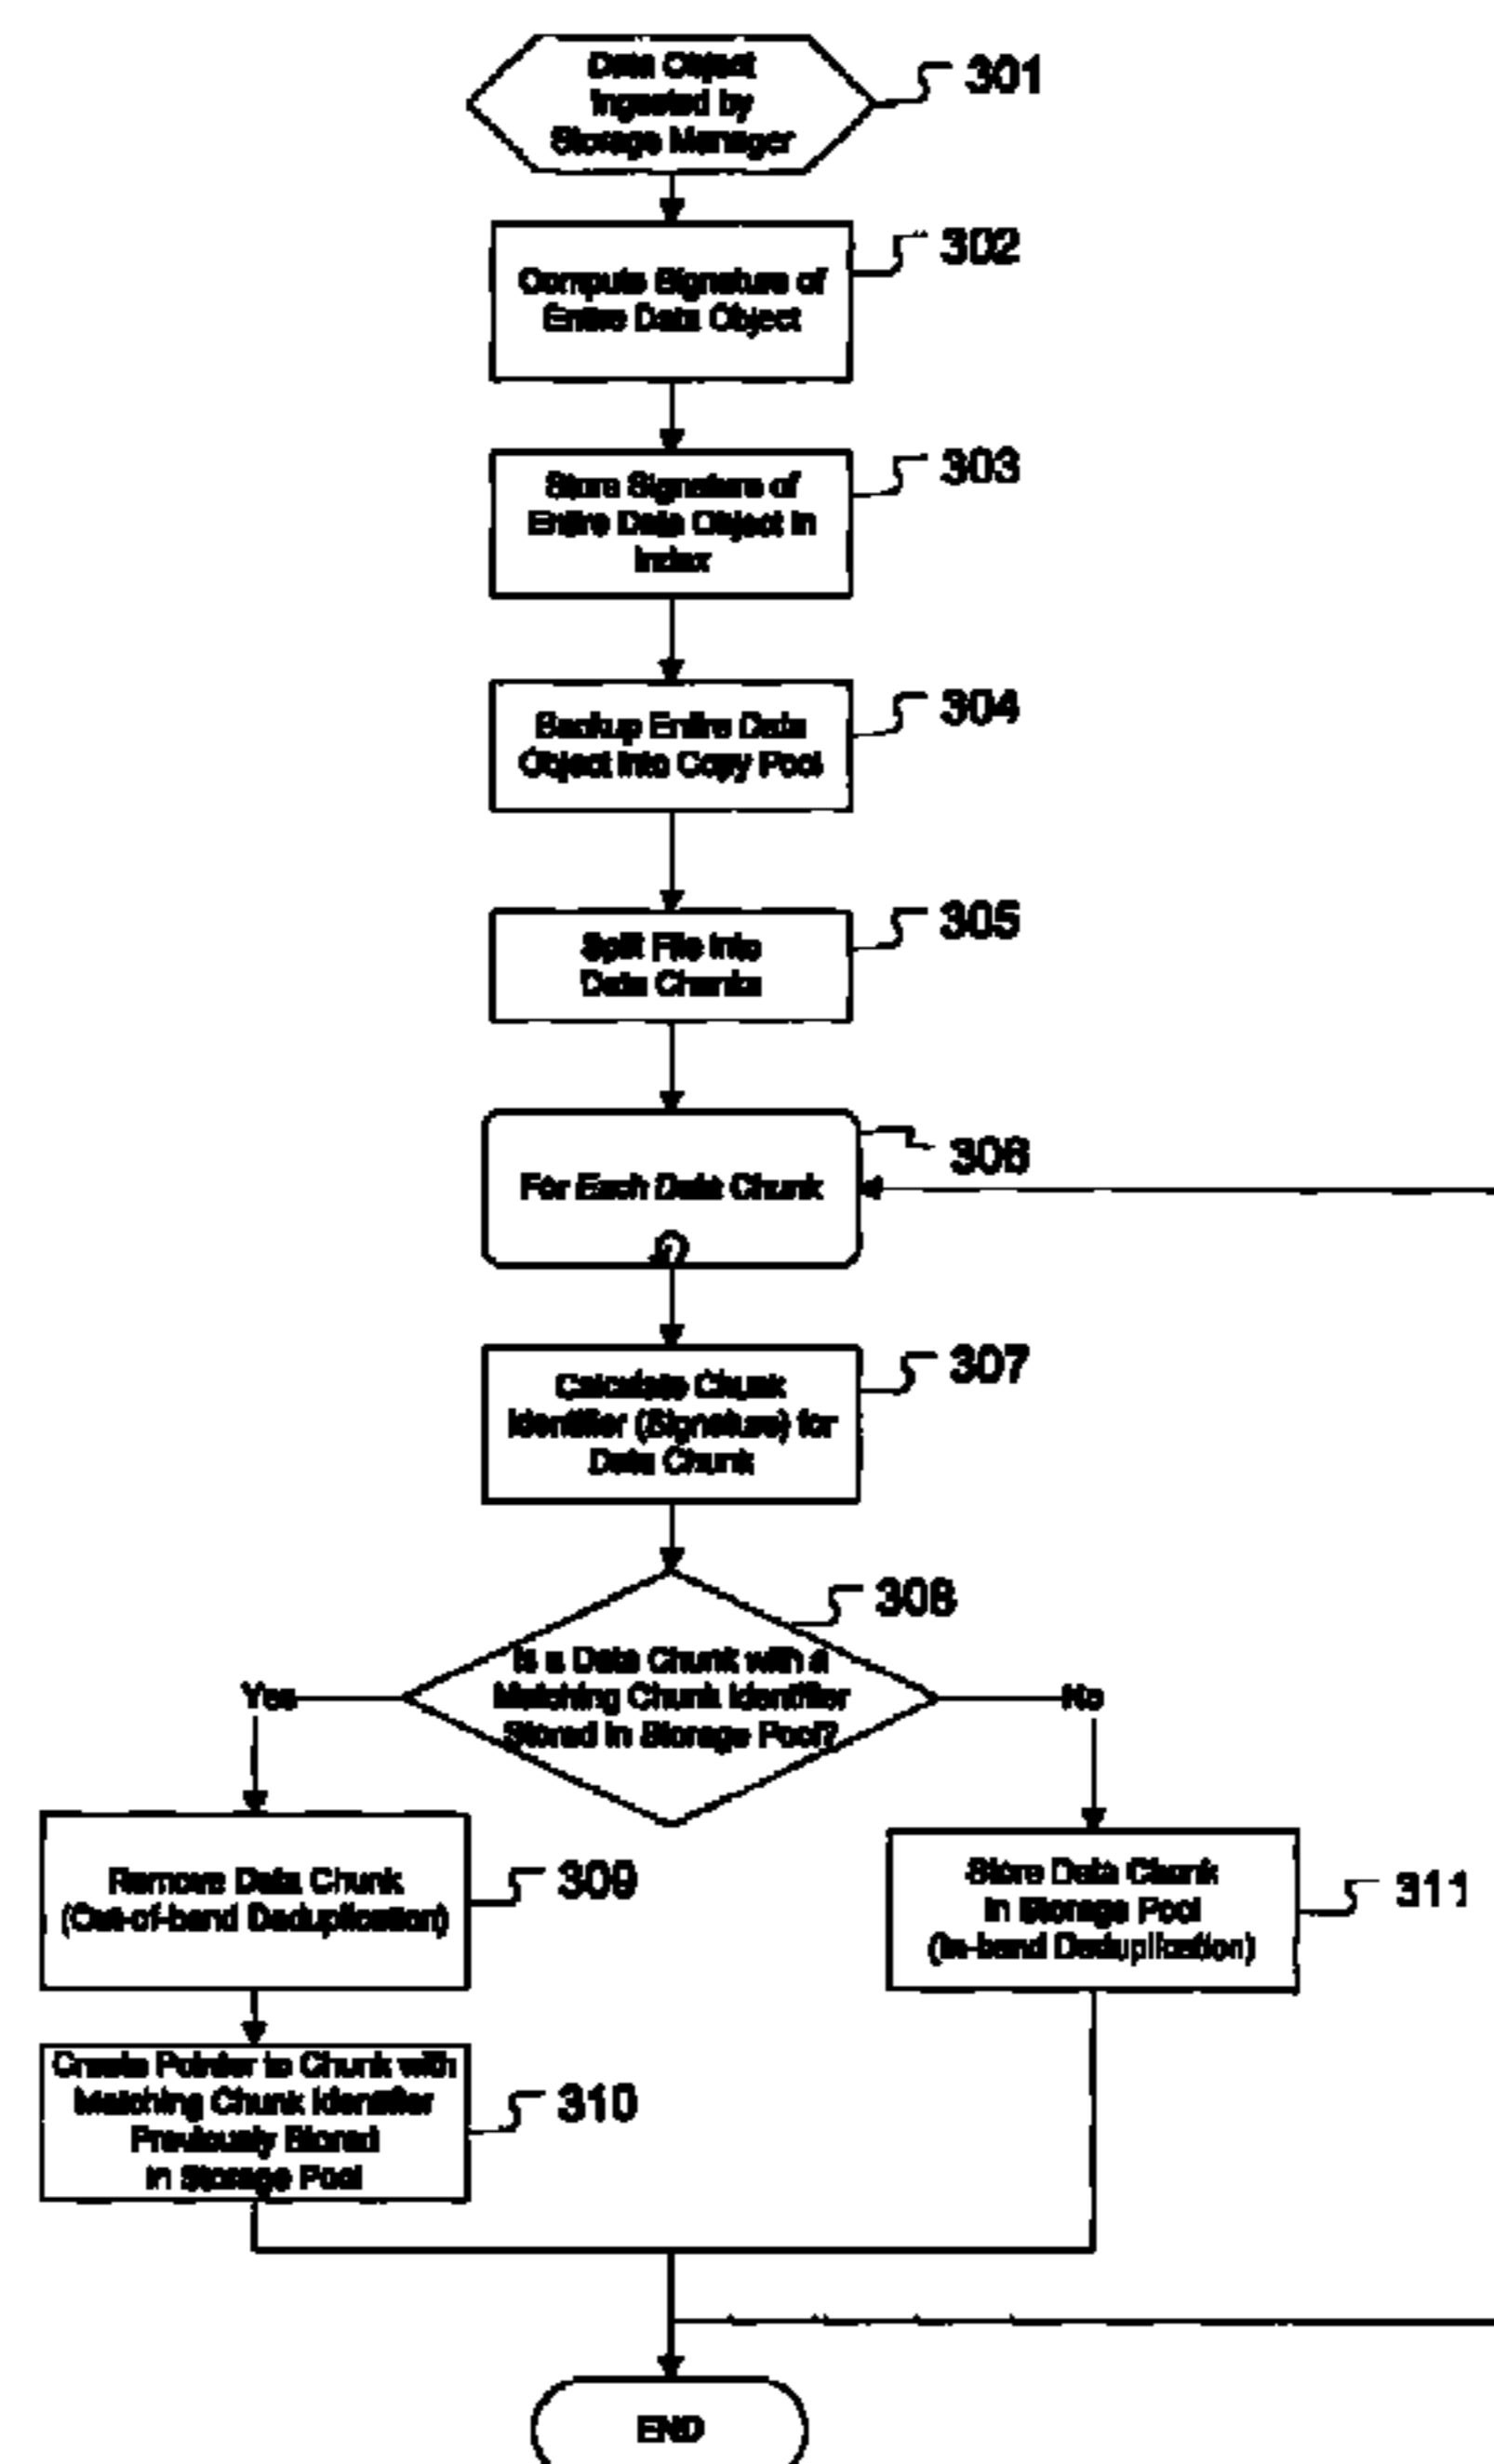 Data Object
Ingested by
Storage Manager
301
Compute Signature of
Entire Data Object
302
Store Signature of
Entire Data Object in
Index
303
Backup Entire Data
Object into Copy Pool
304
Split File into
Data Chunks
305
For Each Data Chunk
306
Calculate Chunk
Identifier (Signature) for
Data Chunk
307
308
Is a Data Chunk with a
Matching Chunk Identifier
Stored in Storage Pool?
Yes
No
Remove Data Chunk
(Out-of-band Deduplication)
309
Store Data Chunk
in Storage Pool
(In-band Deduplication)
311
Create Pointer to Chunk with
Matching Chunk Identifier
Previously Stored
in Storage Pool
310
END